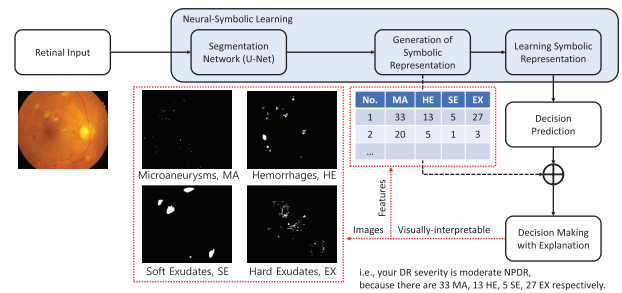 Neural-Symbolic Learning
Retinal Input
Segmentation
Network (U-Net)
Generation of
Symbolic
Representation
Learning Symbolic
Representation
No. MA HE SE EX
1 33 13 5 27
2 20 5 1 3
...
Decision
Prediction
Microaneurysms, MA
Hemorrhages, HE
Soft Exudates, SE
Hard Exudates, EX
Features
Images
Visually-interpretable
Decision Making
with Explanation
i.e., your DR severity is moderate NPDR,
because there are 33 MA, 13 HE, 5 SE, 27 EX respectively.